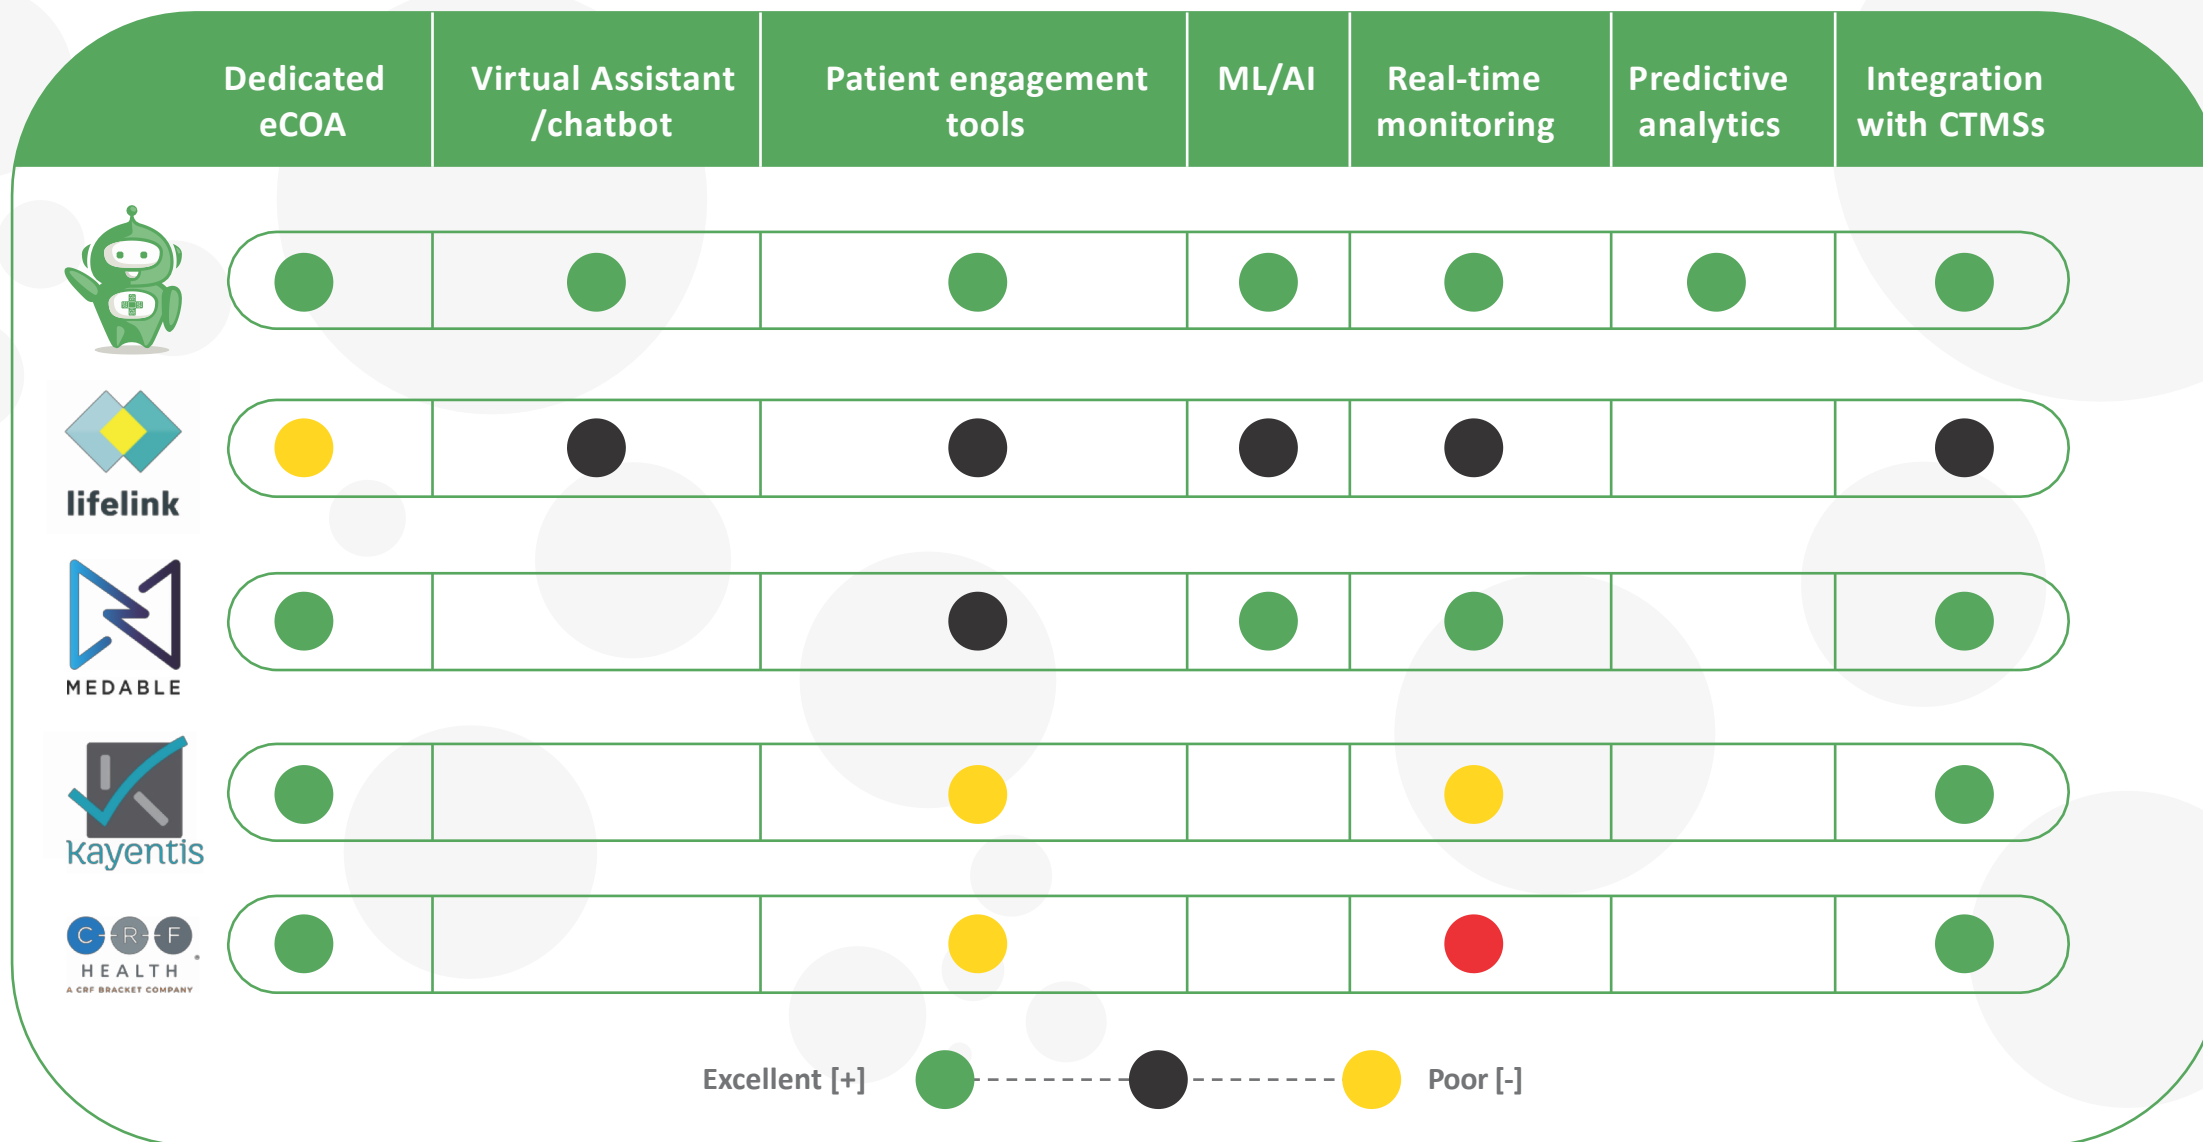 Dedicated
eCOA
Virtual Assistant
/chatbot
Patient engagement
tools
ML/AI
Real-time
monitoring
Predictive
analytics
Integration
with CTMSs
lifelink
MEDABLE
kayentis
C-R-F
HEALTH
A CRF BRACKET COMPANY
Excellent [+]
Poor [-]